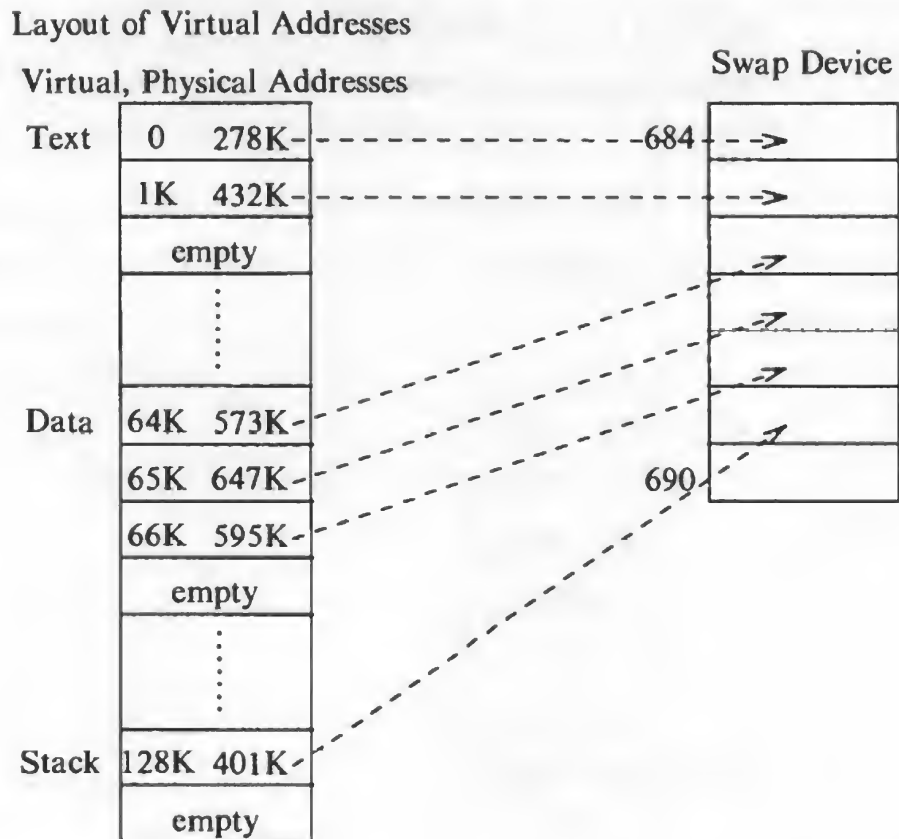 Layout of Virtual Addresses
Virtual, Physical Addresses
Swap Device
Text 0 278K 684
1K 432K
empty
Data 64K 573K
65K 647K
690
66K 595K
empty
Stack 128K 401K
empty